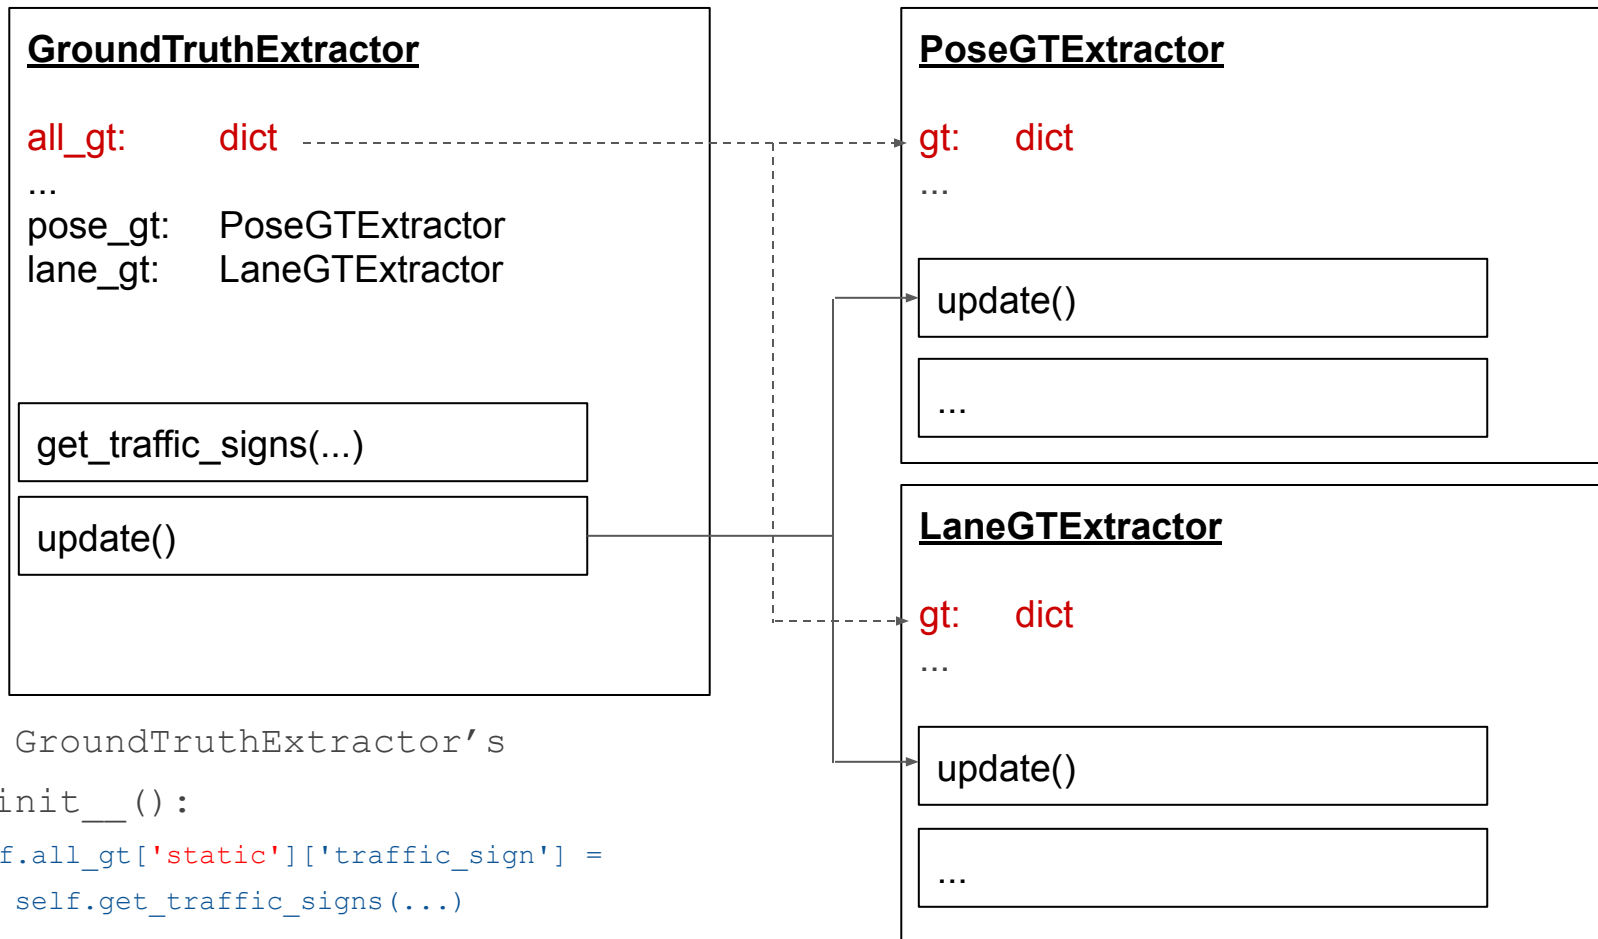 GroundTruthExtractor
all_gt: dict
...
pose_gt: PoseGTExtractor
lane_gt: LaneGTExtractor
get_traffic_signs(...)
update()
GroundTruthExtractor’s
init__():
f.all_gt['static']['traffic_sign'] =
self.get_traffic_signs(...)
PoseGTExtractor
gt: dict
...
update()
...
LaneGTExtractor
gt: dict
...
update()
...